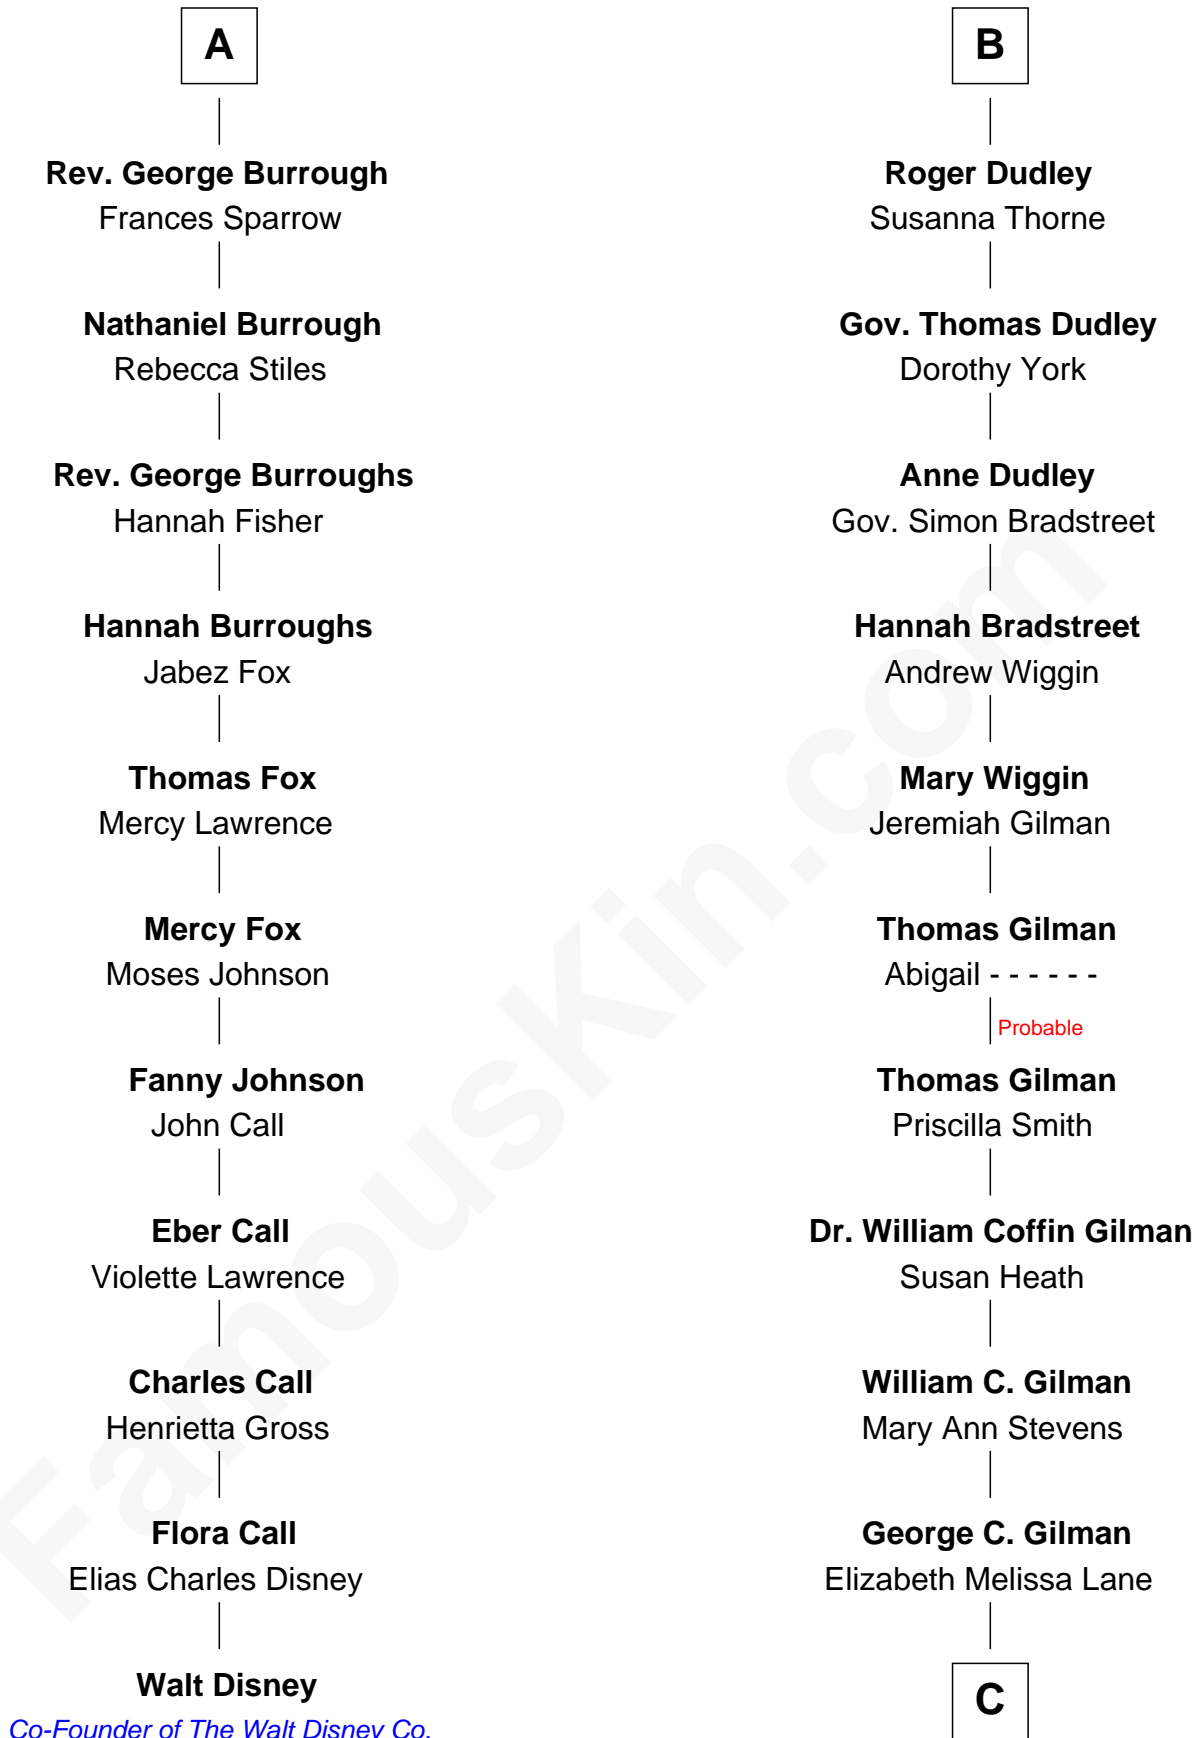 A
Rev. George Burrough
Frances Sparrow
Nathaniel Burrough
Rebecca Stiles
Rev. George Burroughs
Hannah Fisher
Hannah Burroughs
Jabez Fox
Thomas Fox
Mercy Lawrence
Mercy Fox
Moses Johnson
Fanny Johnson
John Call
Eber Call
Violette Lawrence
Charles Call
Henrietta Gross
Flora Call
Elias Charles Disney
Walt Disney
Co-Founder of The Walt Disney Co.
B
Roger Dudley
Susanna Thorne
Gov. Thomas Dudley
Dorothy York
Anne Dudley
Gov. Simon Bradstreet
Hannah Bradstreet
Andrew Wiggin
Mary Wiggin
Jeremiah Gilman
Thomas Gilman
Abigail - - - - - -
Probable
Thomas Gilman
Priscilla Smith
Dr. William Coffin Gilman
Susan Heath
William C. Gilman
Mary Ann Stevens
George C. Gilman
Elizabeth Melissa Lane
C
FamousKin.com